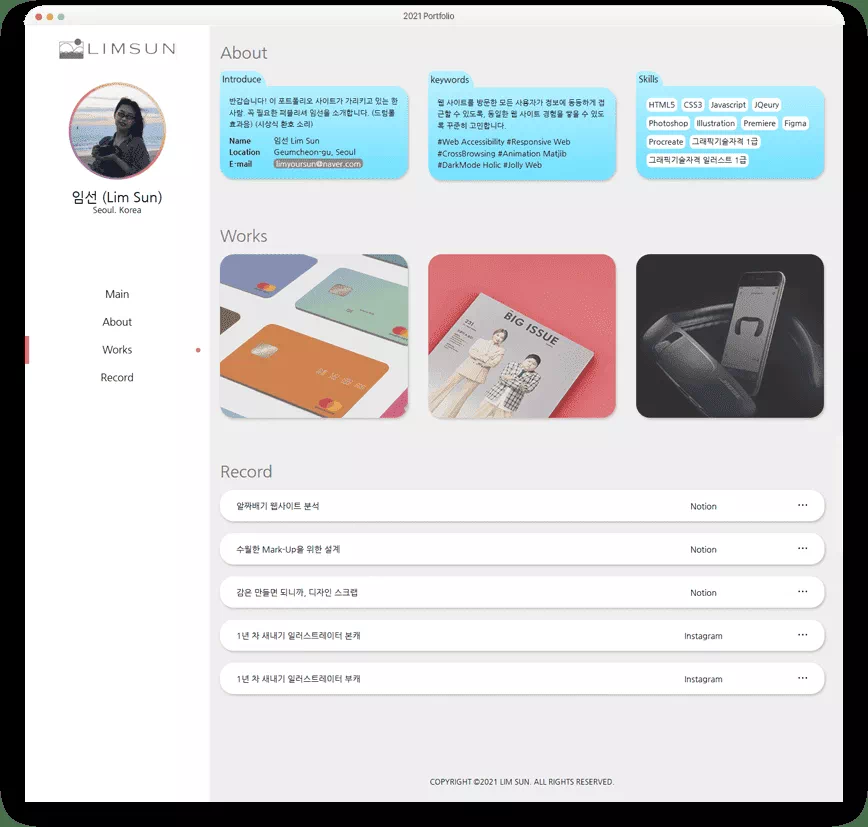 2021 Portfolio
LIMSUN
임선 (Lim Sun)
Seoul. Korea
Main
About
Works
Record
About
Introduce
반갑습니다! 이 포트폴리오 사이트가 가리키고 있는 한
사람. 꼭 필요한 퍼블리셔 임선을 소개합니다. (드럼롤
효과음) (시상식 환호 소리)
Name 임선 Lim Sun
Location Geumcheon-gu, Seoul
E-mail limyoursun@naver.com
keywords
웹 사이트를 방문한 모든 사용자가 정보에 동등하게 접
근할 수 있도록, 동일한 웹 사이트 경험을 쌓을 수 있도
록 꾸준히 고민합니다.
#Web Accessibility #Responsive Web
#CrossBrowsing #Animation Matjib
#DarkMode Holic #Jolly Web
Skills
HTML5 CSS3 Javascript JQeury
Photoshop Illustration Premiere Figma
Procreate 그래픽기술자격 1급
그래픽기술자격 일러스트 1급
Works
BIG ISSUE
Record
알짜배기 웹사이트 분석 Notion ···
수월한 Mark-Up을 위한 설계 Notion ···
감은 만들면 되니까, 디자인 스크랩 Notion ···
1년 차 새내기 일러스트레이터 본캐 Instagram ···
1년 차 새내기 일러스트레이터 부캐 Instagram ···
COPYRIGHT ©2021 LIM SUN. ALL RIGHTS RESERVED.